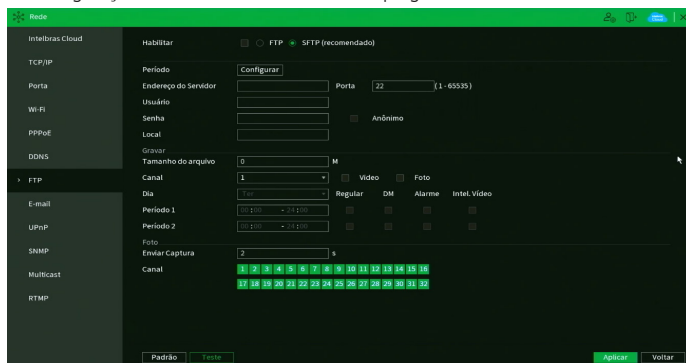 Rede
Intelbras Cloud
TCP/IP
Porta
Wi-Fi
PPPoE
DDNS
FTP
E-mail
UPnP
SNMP
Multicast
RTMP
Habilitar FTP SFTP (recomendado)
Período Configurar
Endereço do Servidor Porta 22 (1 - 65535)
Usuário
Senha Anônimo
Local
Gravar
Tamanho do arquivo 0 M
Canal 1 Vídeo Foto
Dia Ter Regular DM Alarme Intel. Vídeo
Período 1 00:00 - 24:00
Período 2 00:00 - 24:00
Foto
Enviar Captura 2 s
Canal 1 2 3 4 5 6 7 8 9 10 11 12 13 14 15 16
17 18 19 20 21 22 23 24 25 26 27 28 29 30 31 32
Padrão Teste Aplicar Voltar